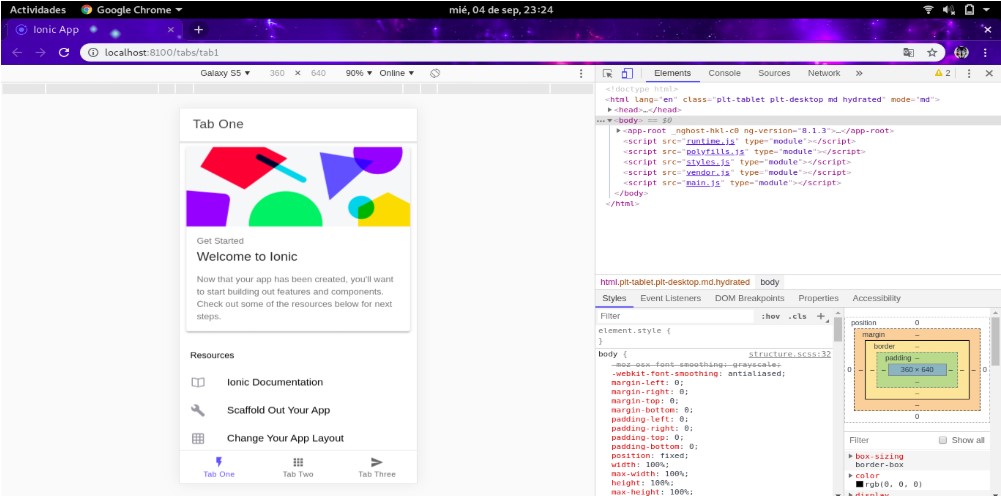 Actividades Google Chrome mié, 04 de sep, 23:24
Ionic App
localhost:8100/tabs/tab1
Galaxy S5 360 × 640 90% Online
Elements Console Sources Network » 2
Tab One
Get Started
Welcome to Ionic
Now that your app has been created, you'll want
to start building out features and components.
Check out some of the resources below for next
steps.
Resources
Ionic Documentation
Scaffold Out Your App
Change Your App Layout
Tab One Tab Two Tab Three
<!doctype html>
<html lang="en" class="plt-tablet plt-desktop md hydrated" mode="md">
<head>…</head>
<body> == $0
<app-root _nghost-hkl-c0 ng-version="8.1.3">…</app-root>
<script src="runtime.js" type="module"></script>
<script src="polyfills.js" type="module"></script>
<script src="styles.js" type="module"></script>
<script src="vendor.js" type="module"></script>
<script src="main.js" type="module"></script>
</body>
</html>
html.plt-tablet.plt-desktop.md.hydrated body
Styles Event Listeners DOM Breakpoints Properties Accessibility
Filter :hov .cls +
element.style {
}
body { structure.scss:32
-moz-osx-font-smoothing: grayscale;
-webkit-font-smoothing: antialiased;
margin-left: 0;
margin-right: 0;
margin-top: 0;
margin-bottom: 0;
padding-left: 0;
padding-right: 0;
padding-top: 0;
padding-bottom: 0;
position: fixed;
width: 100%;
max-width: 100%;
height: 100%;
max-height: 100%;
position 0
margin –
border –
padding –
0 – – – 360 × 640 – – – 0
–
–
–
0
Filter Show all
box-sizing
border-box
color
rgb(0, 0, 0)
display